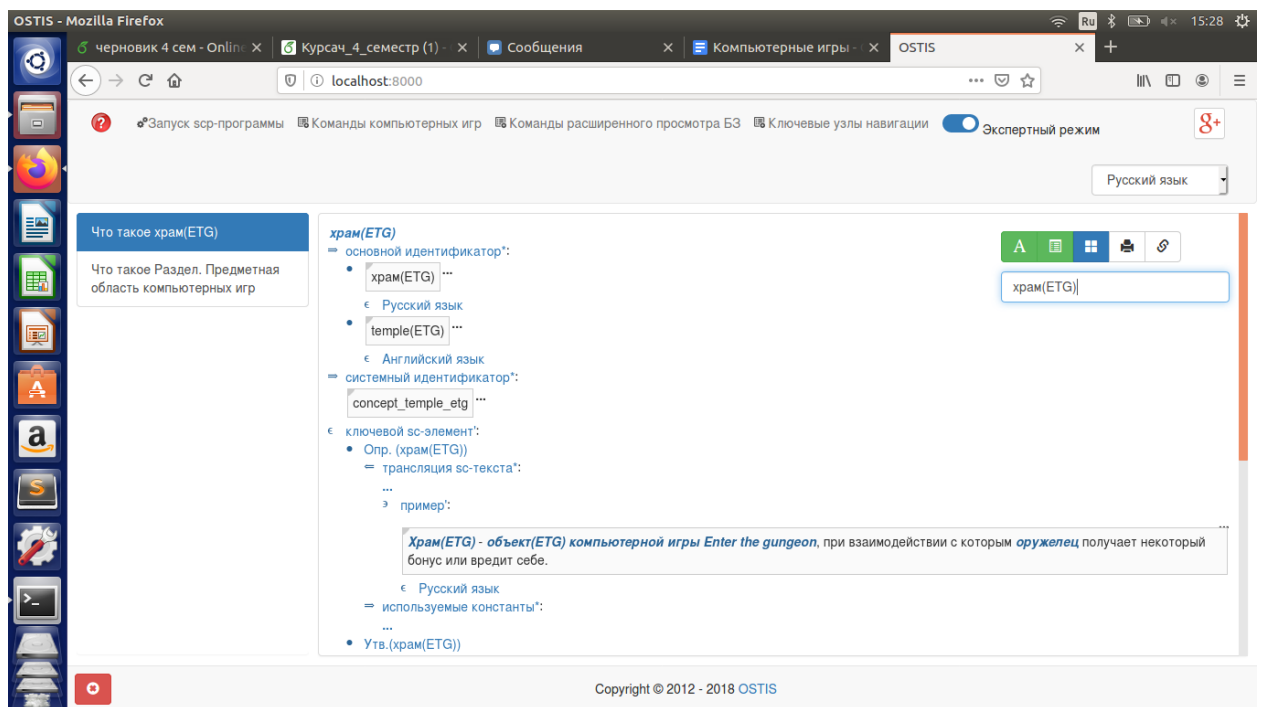 OSTIS - Mozilla Firefox
Ru
15:28
черновик 4 сем - Onlin
Курсач_4_семестр (1) -
Сообщения
Компьютерные игры -
OSTIS
localhost:8000
Запуск scp-программы
Команды компьютерных игр
Команды расширенного просмотра БЗ
Ключевые узлы навигации
Экспертный режим
g+
Русский язык
Что такое храм(ETG)
Что такое Раздел. Предметная
область компьютерных игр
A
храм(ETG)
храм(ETG)
⇒ основной идентификатор*:
• храм(ETG) ...
ϵ Русский язык
• temple(ETG) ...
ϵ Английский язык
⇒ системный идентификатор*:
concept_temple_etg ...
ϵ ключевой sc-элемент':
• Опр. (храм(ETG))
⇐ трансляция sc-текста*:
...
э пример':
...
Храм(ETG) - объект(ETG) компьютерной игры Enter the gungeon, при взаимодействии с которым оружелец получает некоторый
бонус или вредит себе.
ϵ Русский язык
⇒ используемые константы*:
...
• Утв.(храм(ETG))
Copyright © 2012 - 2018 OSTIS